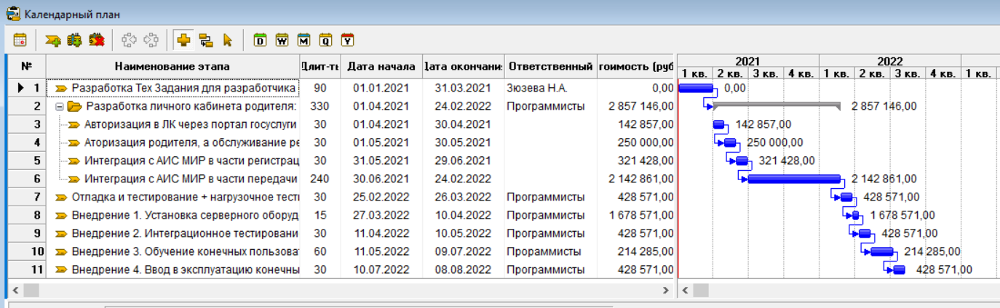 Календарный план
D W M Q Y
№ Наименование этапа Длит-ть Дата начала Дата окончани: Ответственный тоимость (руб
2021 2022
1 кв. 2 кв. 3 кв. 4 кв. 1 кв. 2 кв. 3 кв. 4 кв. 1 кв.
1 Разработка Тех Задания для разработчика 90 01.01.2021 31.03.2021 Зюзева Н.А. 0,00 0,00
2 Разработка личного кабинета родителя: 330 01.04.2021 24.02.2022 Программисты 2 857 146,00 2 857 146,00
3 Авторизация в ЛК через портал госуслуги 30 01.04.2021 30.04.2021 142 857,00 142 857,00
4 Аторизация родителя, а обслуживание ре 30 01.05.2021 30.05.2021 250 000,00 250 000,00
5 Интеграция с АИС МИР в части регистрац 30 31.05.2021 29.06.2021 321 428,00 321 428,00
6 Интеграция с АИС МИР в части передачи 240 30.06.2021 24.02.2022 2 142 861,00 2 142 861,00
7 Отладка и тестирование + нагрузочное тест 30 25.02.2022 26.03.2022 Программисты 428 571,00 428 571,00
8 Внедрение 1. Установка серверного оборуд 15 27.03.2022 10.04.2022 Программисты 1 678 571,00 1 678 571,00
9 Внедрение 2. Интеграционное тестировани 30 11.04.2022 10.05.2022 Программисты 428 571,00 428 571,00
10 Внедрение 3. Обучение конечных пользова 60 11.05.2022 09.07.2022 Прораммисты 214 285,00 214 285,00
11 Внедрение 4. Ввод в эксплуатацию конечны 30 10.07.2022 08.08.2022 Программисты 428 571,00 428 571,00